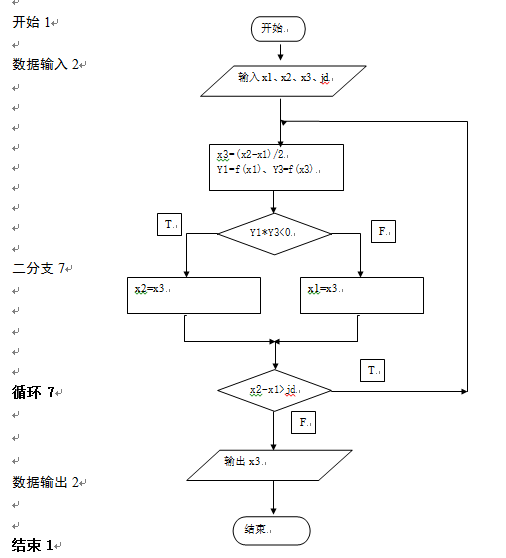 开始 1
开始
数据输入 2
输入 x1、x2、x3、jd
x3=(x2-x1)/2
Y1=f(x1)、Y3=f(x3)
T
Y1*Y3<0
F
二分支 7
x2=x3
x1=x3
循环 7
x2-x1>jd
T
F
输出 x3
数据输出 2
结束
结束 1